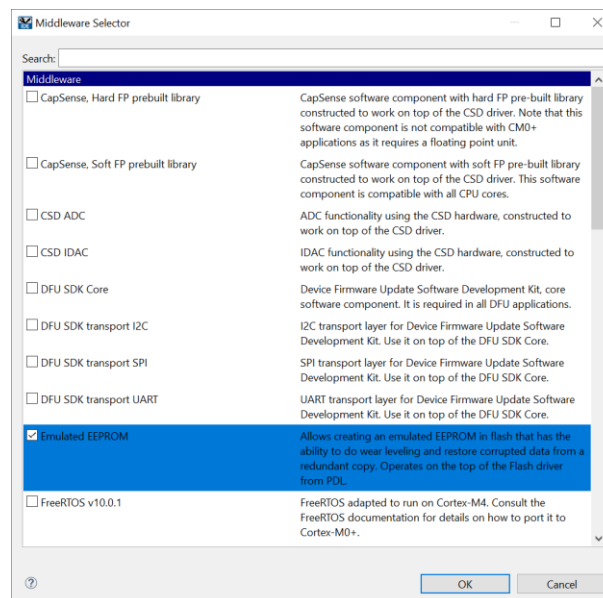 Middleware Selector
Search:
Middleware
CapSense, Hard FP prebuilt library
CapSense software component with hard FP pre-built library
constructed to work on top of the CSD driver. Note that this
software component is not compatible with CM0+
applications as it requires a floating point unit.
CapSense, Soft FP prebuilt library
CapSense software component with soft FP pre-built library
constructed to work on top of the CSD driver. This software
component is compatible with all CPU cores.
CSD ADC
ADC functionality using the CSD hardware, constructed to
work on top of the CSD driver.
CSD IDAC
IDAC functionality using the CSD hardware, constructed to
work on top of the CSD driver.
DFU SDK Core
Device Firmware Update Software Development Kit, core
software component. It is required in all DFU applications.
DFU SDK transport I2C
I2C transport layer for Device Firmware Update Software
Development Kit. Use it on top of the DFU SDK Core.
DFU SDK transport SPI
SPI transport layer for Device Firmware Update Software
Development Kit. Use it on top of the DFU SDK Core.
DFU SDK transport UART
UART transport layer for Device Firmware Update Software
Development Kit. Use it on top of the DFU SDK Core.
Emulated EEPROM
Allows creating an emulated EEPROM in flash that has the
ability to do wear leveling and restore corrupted data from a
redundant copy. Operates on the top of the Flash driver
from PDL.
FreeRTOS v10.0.1
FreeRTOS adapted to run on Cortex-M4. Consult the
FreeRTOS documentation for details on how to port it to
Cortex-M0+.
?
OK
Cancel